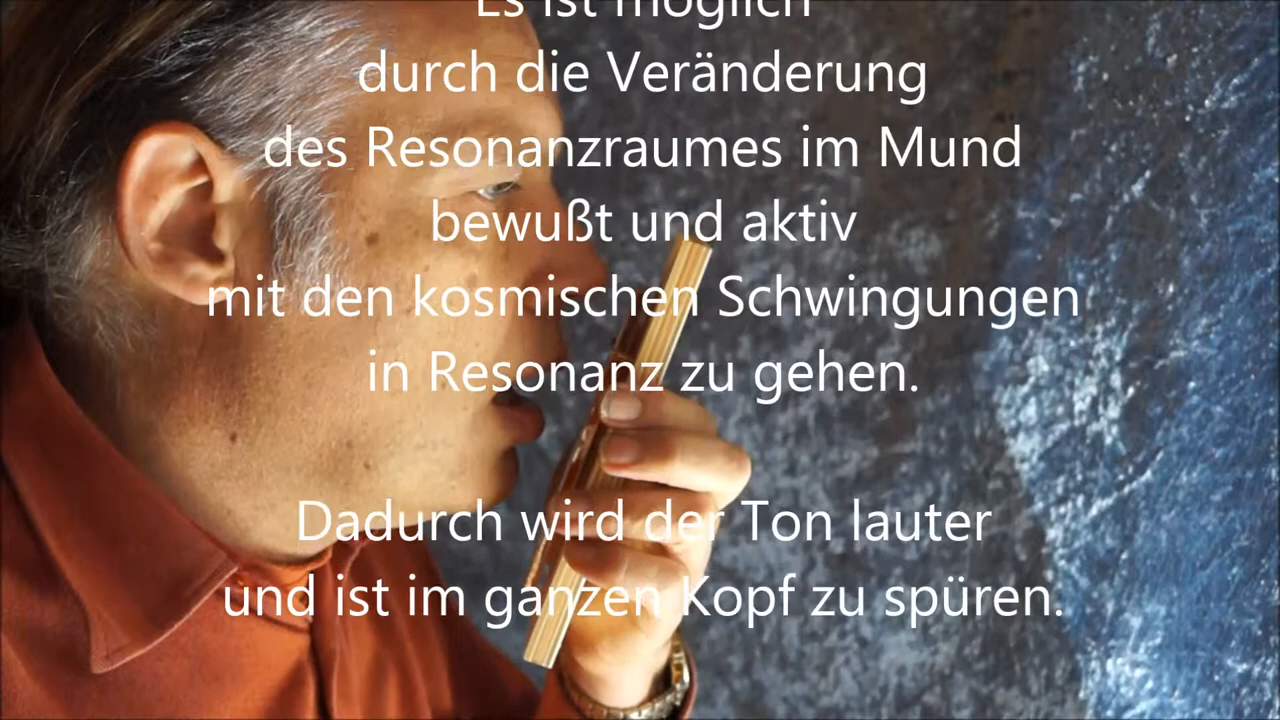 Es ist möglich
durch die Veränderung
des Resonanzraumes im Mund
bewußt und aktiv
mit den kosmischen Schwingungen
in Resonanz zu gehen.
Dadurch wird der Ton lauter
und ist im ganzen Kopf zu spüren.